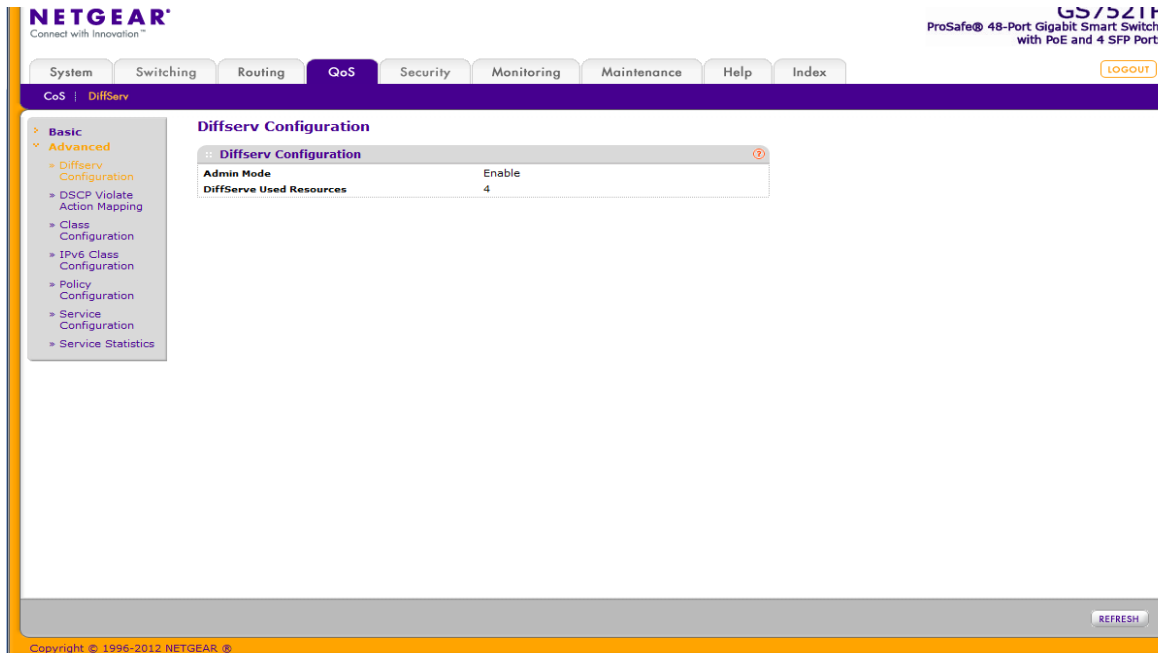 NETGEAR®
Connect with Innovation™
GS752TP
ProSafe® 48-Port Gigabit Smart Switch
with PoE and 4 SFP Port
System Switching Routing QoS Security Monitoring Maintenance Help Index LOGOUT
CoS | DiffServ
Basic
Advanced
» Diffserv
Configuration
» DSCP Violate
Action Mapping
» Class
Configuration
» IPv6 Class
Configuration
» Policy
Configuration
» Service
Configuration
» Service Statistics
Diffserv Configuration
:: Diffserv Configuration ?
Admin Mode Enable
DiffServe Used Resources 4
REFRESH
Copyright © 1996-2012 NETGEAR ®